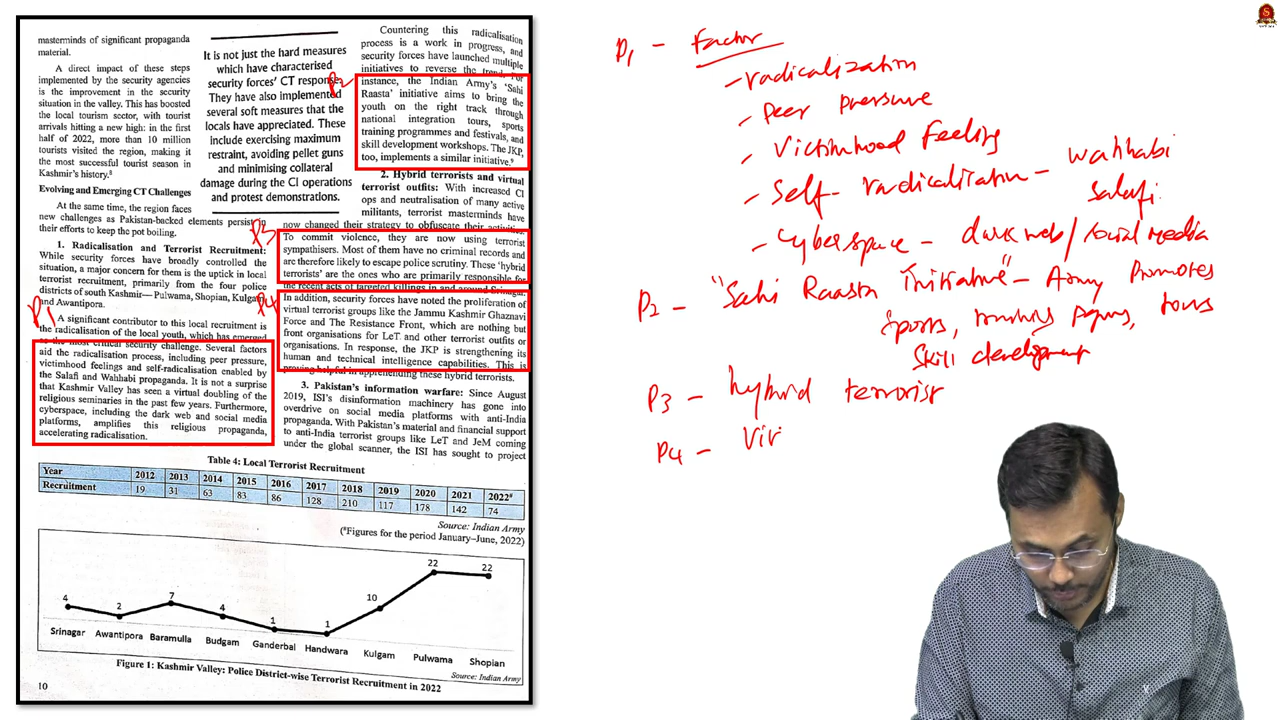 masterminds of significant propaganda
material.
A direct impact of these steps
implemented by the security agencies
is the improvement in the security
situation in the valley. This has boosted
the local tourism sector, with tourist
arrivals hitting a new high: in the first
half of 2022, more than 10 million
tourists visited the region, making it
the most successful tourist season in
Kashmir's history.⁸
Evolving and Emerging CT Challenges
At the same time, the region faces
new challenges as Pakistan-backed elements persist in
their efforts to keep the pot boiling.
1. Radicalisation and Terrorist Recruitment:
While security forces have broadly controlled the
situation, a major concern for them is the uptick in local
terrorist recruitment, primarily from the four police
districts of south Kashmir—Pulwama, Shopian, Kulgam
and Awantipora.
P1
A significant contributor to this local recruitment is
the radicalisation of the local youth, which has emerged
as the most critical security challenge. Several factors
aid the radicalisation process, including peer pressure,
victimhood feelings and self-radicalisation enabled by
the Salafi and Wahhabi propaganda. It is not a surprise
that Kashmir Valley has seen a virtual doubling of the
religious seminaries in the past few years. Furthermore,
cyberspace, including the dark web and social media
platforms, amplifies this religious propaganda,
accelerating radicalisation.
It is not just the hard measures
which have characterised
security forces' CT response.
They have also implemented
several soft measures that the
locals have appreciated. These
include exercising maximum
restraint, avoiding pellet guns
and minimising collateral
damage during the CI operations
and protest demonstrations.
Countering this radicalisation
process is a work in progress, and
security forces have launched multiple
initiatives to reverse the trend. For
P2
instance, the Indian Army's 'Sahi
Raasta' initiative aims to bring the
youth on the right track through
national integration tours, sports
training programmes and festivals, and
skill development workshops. The JKP,
too, implements a similar initiative.⁹
2. Hybrid terrorists and virtual
terrorist outfits: With increased CI
ops and neutralisation of many active
militants, terrorist masterminds have
now changed their strategy to obfuscate their activities.
P3
To commit violence, they are now using terrorist
sympathisers. Most of them have no criminal records and
are therefore likely to escape police scrutiny. These 'hybrid
terrorists' are the ones who are primarily responsible for
the recent acts of targeted killings in and around Srinagar.
P4
In addition, security forces have noted the proliferation of
virtual terrorist groups like the Jammu Kashmir Ghaznavi
Force and The Resistance Front, which are nothing but
front organisations for LeT and other terrorist outfits or
organisations. In response, the JKP is strengthening its
human and technical intelligence capabilities. This is
proving helpful in apprehending these hybrid terrorists.
3. Pakistan's information warfare: Since August
2019, ISI's disinformation machinery has gone into
overdrive on social media platforms with anti-India
propaganda. With Pakistan's material and financial support
to anti-India terrorist groups like LeT and JeM coming
under the global scanner, the ISI has sought to project
Table 4: Local Terrorist Recruitment
Year 2012 2013 2014 2015 2016 2017 2018 2019 2020 2021 2022#
Recruitment 19 31 63 83 86 128 210 117 178 142 74
Source: Indian Army
(#Figures for the period January–June, 2022)
4 2 7 4 1 1 10 22 22
Srinagar Awantipora Baramulla Budgam Ganderbal Handwara Kulgam Pulwama Shopian
Figure 1: Kashmir Valley: Police District-wise Terrorist Recruitment in 2022
Source: Indian Army
10
P1 - Factor
- radicalization
- Peer pressure
- Victimhood Feeling
- Self - radicalization - wahhabi
salafi
- Cyberspace - dark web/social media
P2 - "Sahi Raasta Initiative" - Army Promotes
Sports, tours
Skill development
P3 - hybrid terrorist
P4 - Vir